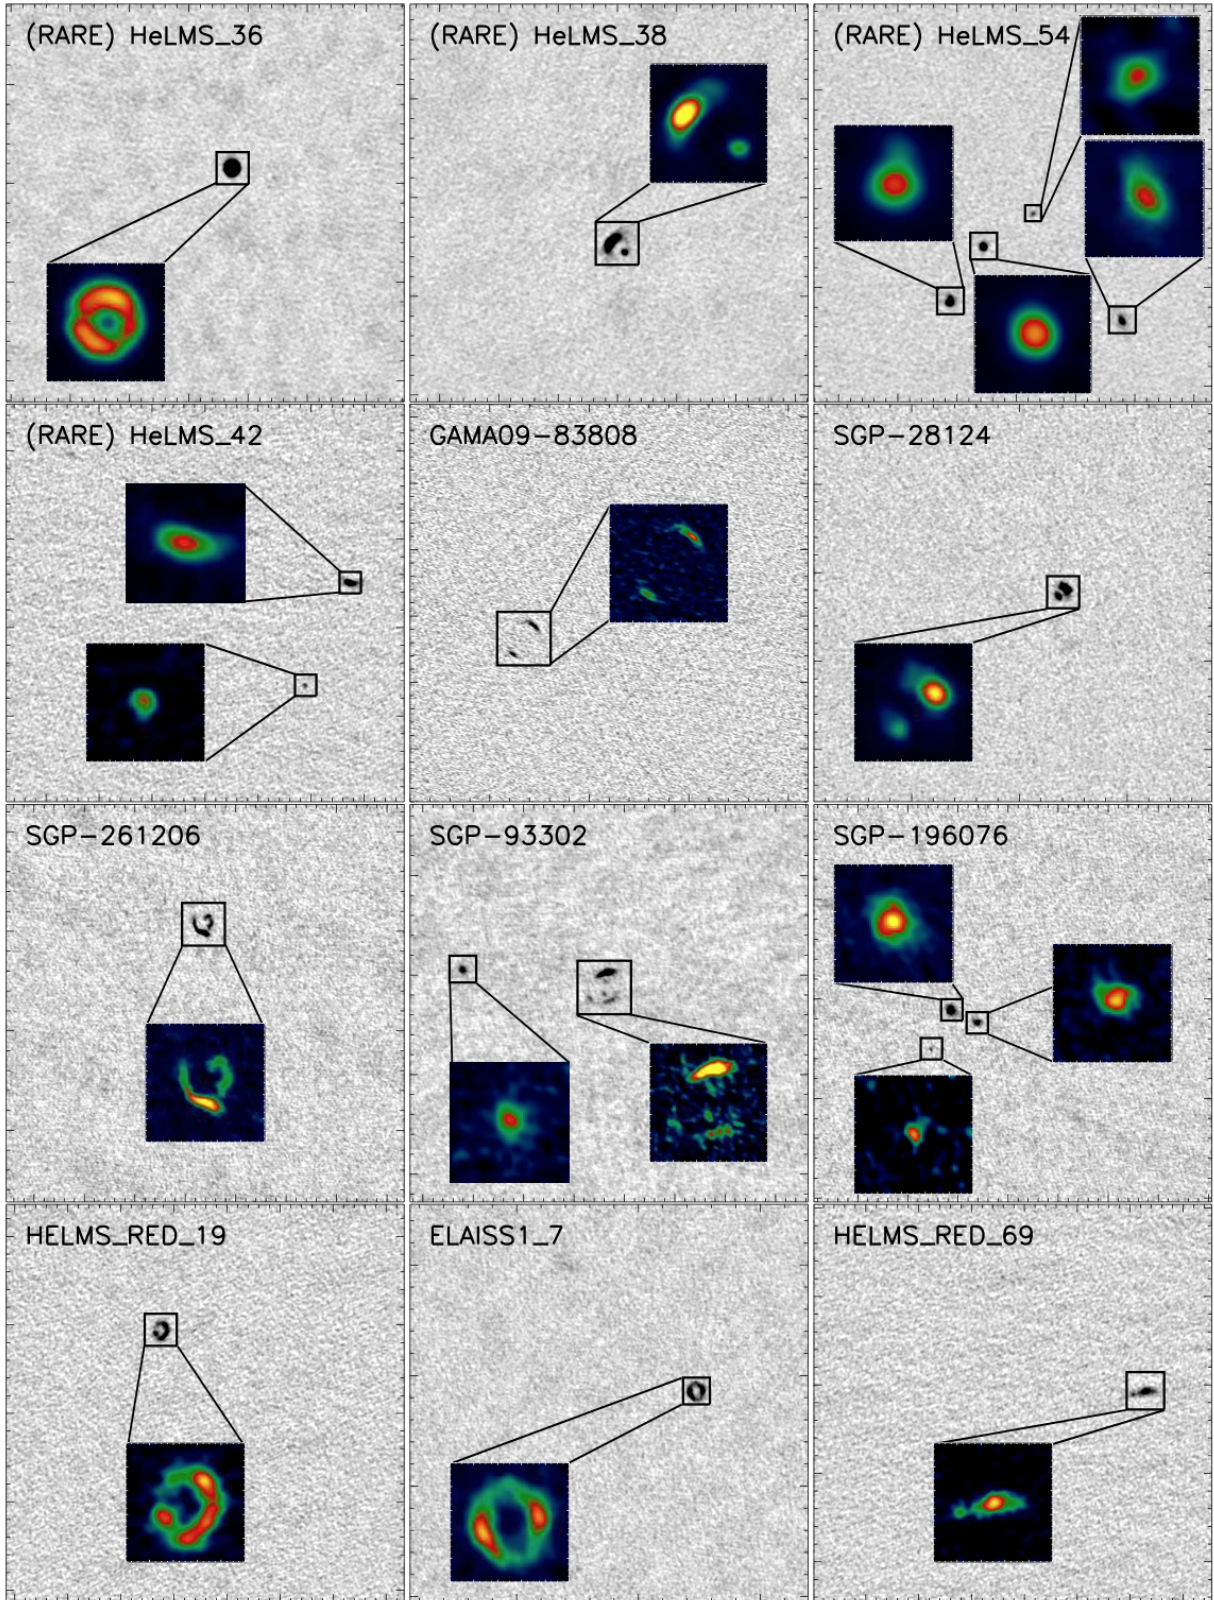 (RARE) HeLMS_36
(RARE) HeLMS_38
(RARE) HeLMS_54
(RARE) HeLMS_42
GAMA09-83808
SGP-28124
SGP-261206
SGP-93302
SGP-196076
HELMS_RED_19
ELAISS1_7
HELMS_RED_69